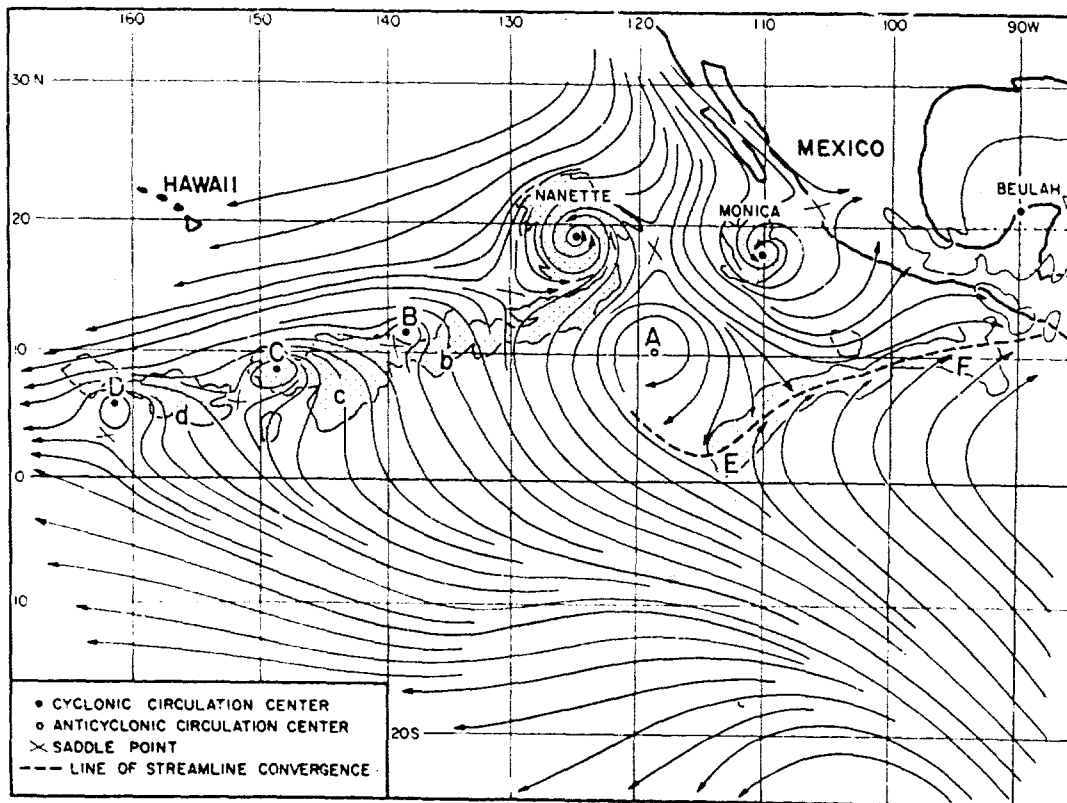 160 150 140 130 120 110 100 90W
30 N
MEXICO
HAWAII
NANETTE
BEULAH
20
MONICA
B
A
10
C
b
F
D
c
d
E
0
10
• CYCLONIC CIRCULATION CENTER
○ ANTICYCLONIC CIRCULATION CENTER
× SADDLE POINT
--- LINE OF STREAMLINE CONVERGENCE
20S